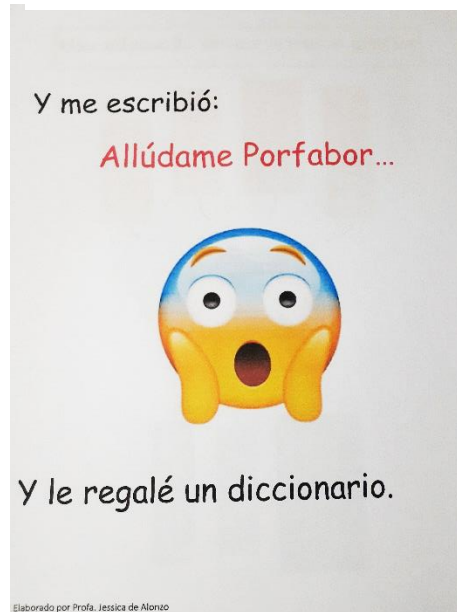 Y me escribió:
Allúdame Porfabor...
Y le regalé un diccionario.
Elaborado por Profa. Jessica de Alonzo